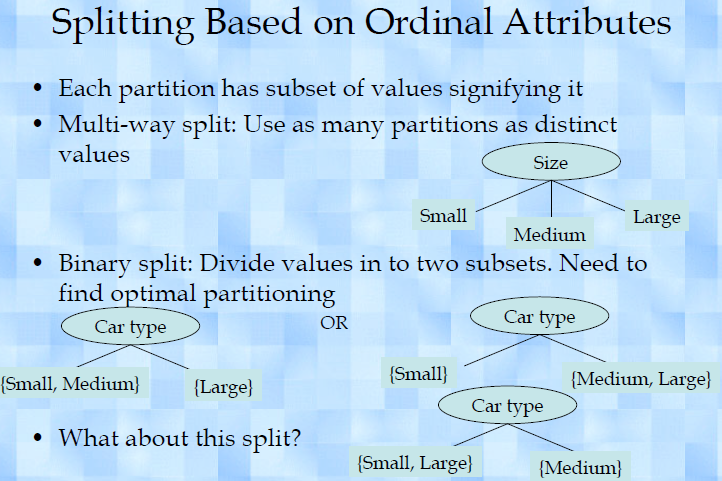 Splitting Based on Ordinal Attributes
• Each partition has subset of values signifying it
• Multi-way split: Use as many partitions as distinct
values
Size
Small
Medium
Large
• Binary split: Divide values in to two subsets. Need to
find optimal partitioning
Car type
{Small, Medium}
{Large}
OR
Car type
{Small}
{Medium, Large}
• What about this split?
Car type
{Small, Large}
{Medium}